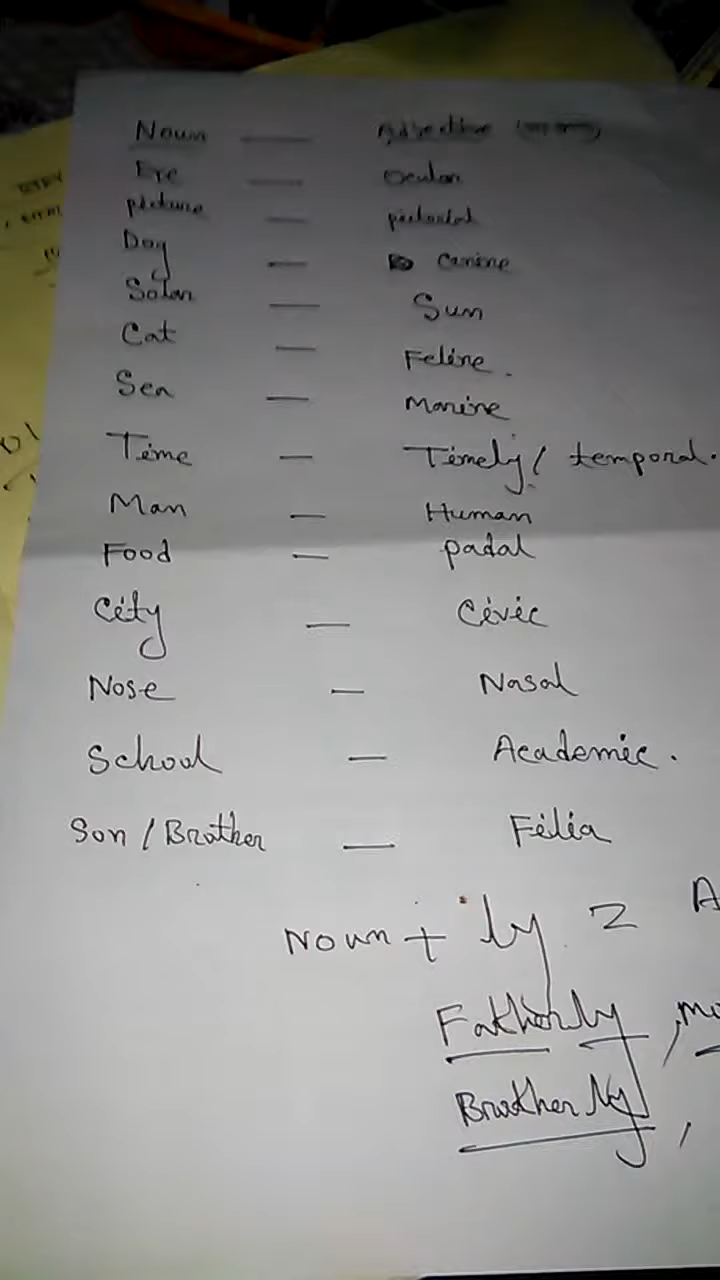 Noun — Adjective
Eye — Ocular
picture — pictorial
Dog — Canine
Solar — Sun
Cat — Feline.
Sea — Marine
Time — Timely / temporal.
Man — Human
Food — padal
City — Civic
Nose — Nasal
School — Academic.
Son / Brother — Filia
Noun + ly = A
Fatherly, mo
Brotherly,